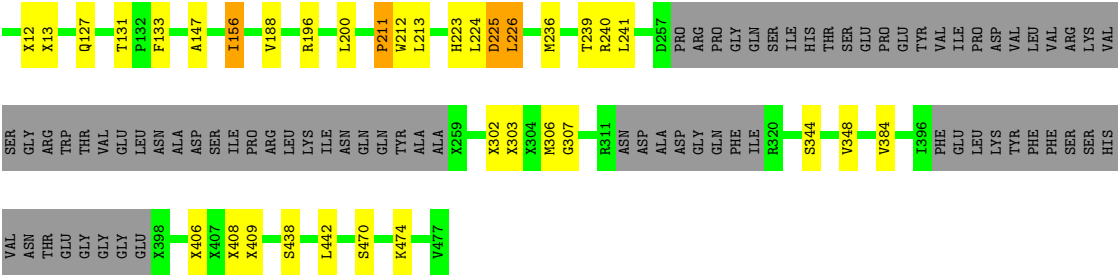 X12 X13 Q127 T131 P132 F133 A147 I156 V188 R196 L200 P211 W212 L213 H223 L224 D225 L226 M236 T239 R240 L241 D257 PRO ARG PRO GLY GLN SER ILE HIS THR SER GLU PRO GLU TYR VAL ILE PRO ASP VAL LEU VAL ARG LYS VAL
SER GLY ARG TRP THR VAL GLU LEU ASN ALA ASP SER ILE PRO ARG LEU LYS ILE ASN GLN GLN TYR ALA ALA X259 X302 X303 X304 M306 G307 R311 ASN ASP ALA ASP GLY GLN PHE ILE R320 S344 V348 V384 I396 PHE GLU LEU LYS TYR PHE PHE SER SER HIS
VAL ASN THR GLU GLY GLY GLY GLU X398 X406 X407 X408 X409 S438 L442 S470 K474 V477